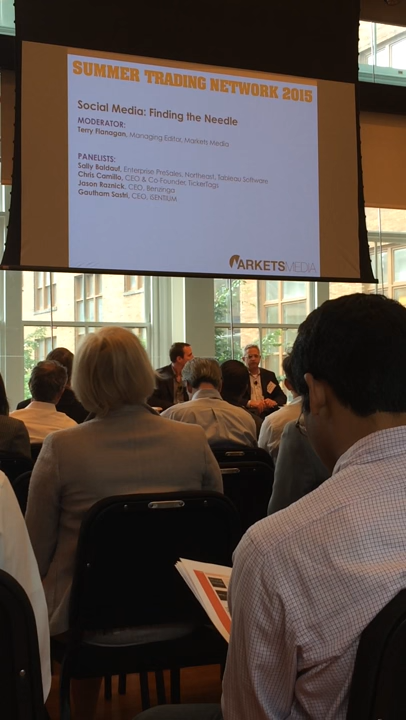 SUMMER TRADING NETWORK 2015
Social Media: Finding the Needle
MODERATOR:
Terry Flanagan, Managing Editor, Markets Media
PANELISTS:
Sally Baldauf, Enterprise PreSales, Northeast, Tableau Software
Chris Camillo, CEO & Co Founder, TickerTags
Jason Raznick, CEO, Benzinga
Gautham Sastri, CEO, iSENTIUM
MARKETSMEDIA